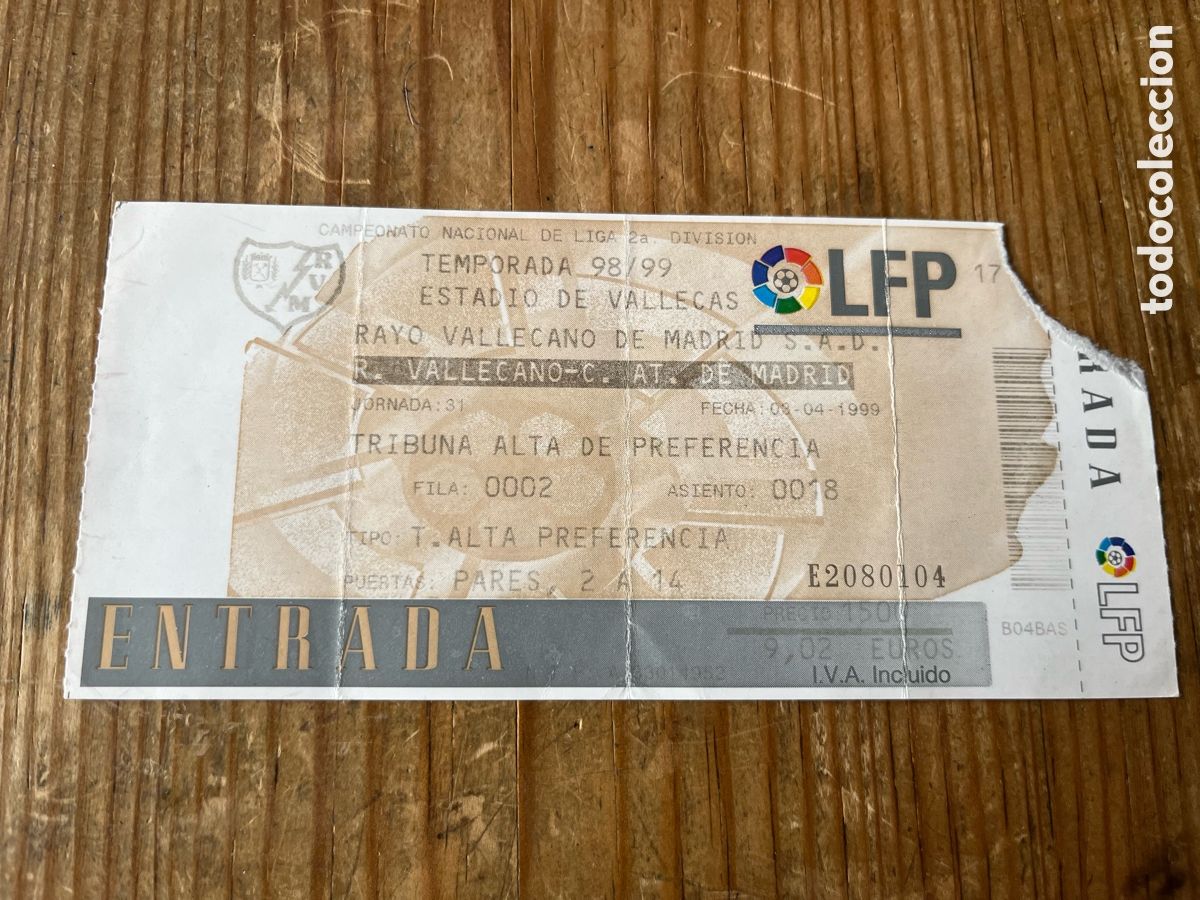 CAMPEONATO NACIONAL DE LIGA 2a. DIVISION
TEMPORADA 98/99
ESTADIO DE VALLECAS
RAYO VALLECANO DE MADRID S.A.D.
R. VALLECANO-C. AT. DE MADRID
JORNADA: 31 FECHA: 03-04-1999
TRIBUNA ALTA DE PREFERENCIA
FILA: 0002 ASIENTO: 0018
TIPO: T.ALTA PREFERENCIA
PUERTAS: PARES, 2 A 14
E2080104
ENTRADA
PRECIO 1500
9,02 EUROS
I.V.A. Incluido
RVM
LFP
17
B04BAS
RADA
LFP
todocoleccion